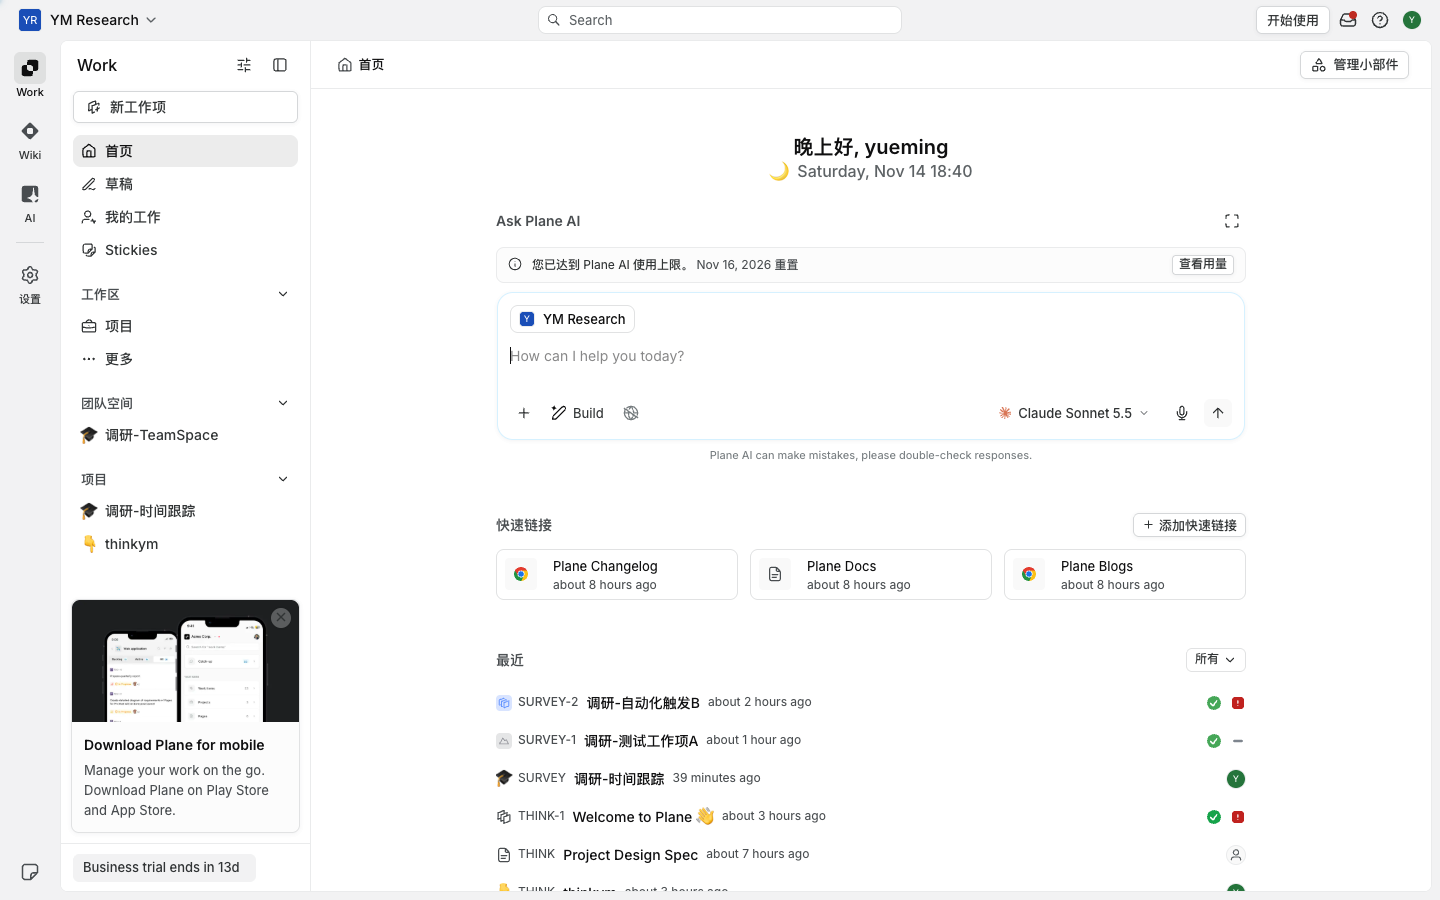 YR YM Research
Search
开始使用
Y
Work
Wiki
AI
设置
Work
新工作项
首页
草稿
我的工作
Stickies
工作区
项目
更多
团队空间
调研-TeamSpace
项目
调研-时间跟踪
thinkym
Download Plane for mobile
Manage your work on the go.
Download Plane on Play Store
and App Store.
Business trial ends in 13d
首页
管理小部件
晚上好, yueming
Saturday, Nov 14 18:40
Ask Plane AI
您已达到 Plane AI 使用上限。 Nov 16, 2026 重置
查看用量
Y YM Research
How can I help you today?
Build
Claude Sonnet 5.5
Plane AI can make mistakes, please double-check responses.
快速链接
添加快速链接
Plane Changelog
about 8 hours ago
Plane Docs
about 8 hours ago
Plane Blogs
about 8 hours ago
最近
所有
SURVEY-2 调研-自动化触发B about 2 hours ago
SURVEY-1 调研-测试工作项A about 1 hour ago
SURVEY 调研-时间跟踪 39 minutes ago
Y
THINK-1 Welcome to Plane about 3 hours ago
THINK Project Design Spec about 7 hours ago
THINK thinkym about 3 hours ago